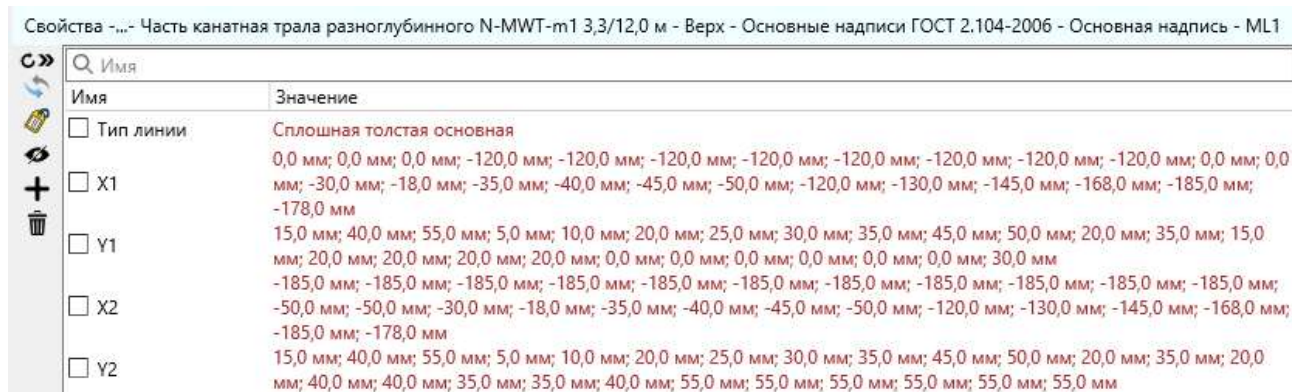 Свойства -...- Часть канатная трала разноглубинного N-MWT-m1 3,3/12,0 м - Верх - Основные надписи ГОСТ 2.104-2006 - Основная надпись - ML1
Имя
Имя Значение
Тип линии Сплошная толстая основная
0,0 мм; 0,0 мм; 0,0 мм; -120,0 мм; -120,0 мм; -120,0 мм; -120,0 мм; -120,0 мм; -120,0 мм; -120,0 мм; -120,0 мм; 0,0 мм; 0,0
X1 мм; -30,0 мм; -18,0 мм; -35,0 мм; -40,0 мм; -45,0 мм; -50,0 мм; -120,0 мм; -130,0 мм; -145,0 мм; -168,0 мм; -185,0 мм;
-178,0 мм
Y1 15,0 мм; 40,0 мм; 55,0 мм; 5,0 мм; 10,0 мм; 20,0 мм; 25,0 мм; 30,0 мм; 35,0 мм; 45,0 мм; 50,0 мм; 20,0 мм; 35,0 мм; 15,0
мм; 20,0 мм; 20,0 мм; 20,0 мм; 20,0 мм; 0,0 мм; 0,0 мм; 0,0 мм; 0,0 мм; 0,0 мм; 0,0 мм; 30,0 мм
-185,0 мм; -185,0 мм; -185,0 мм; -185,0 мм; -185,0 мм; -185,0 мм; -185,0 мм; -185,0 мм; -185,0 мм; -185,0 мм; -185,0 мм;
X2 -50,0 мм; -50,0 мм; -30,0 мм; -18,0 мм; -35,0 мм; -40,0 мм; -45,0 мм; -50,0 мм; -120,0 мм; -130,0 мм; -145,0 мм; -168,0 мм;
-185,0 мм; -178,0 мм
Y2 15,0 мм; 40,0 мм; 55,0 мм; 5,0 мм; 10,0 мм; 20,0 мм; 25,0 мм; 30,0 мм; 35,0 мм; 45,0 мм; 50,0 мм; 20,0 мм; 35,0 мм; 20,0
мм; 40,0 мм; 40,0 мм; 35,0 мм; 35,0 мм; 40,0 мм; 55,0 мм; 55,0 мм; 55,0 мм; 55,0 мм; 55,0 мм; 55,0 мм